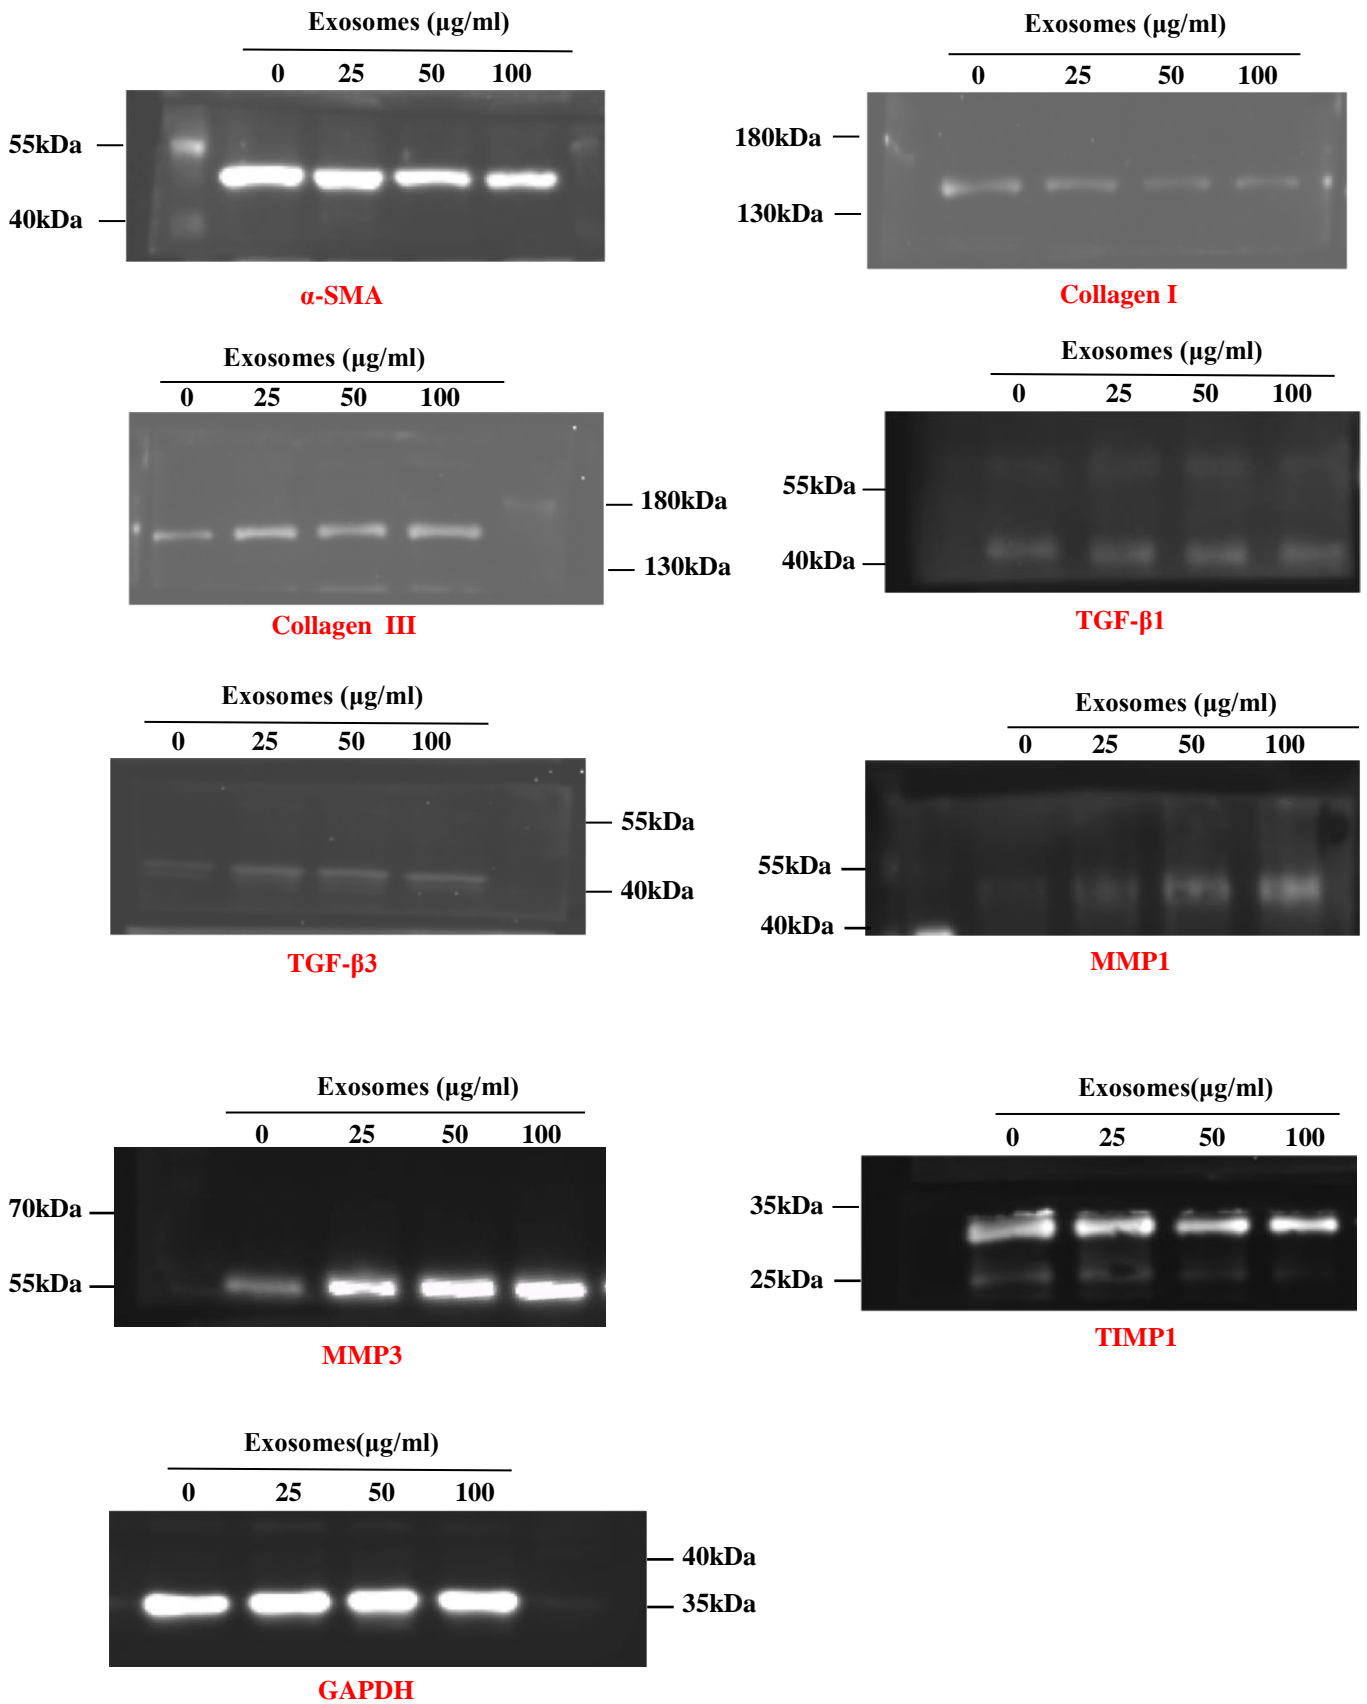 Exosomes (μg/ml)
0 25 50 100
55kDa
40kDa
α-SMA
Exosomes (μg/ml)
0 25 50 100
180kDa
130kDa
Collagen I
Exosomes (μg/ml)
0 25 50 100
180kDa
130kDa
Collagen III
Exosomes (μg/ml)
0 25 50 100
55kDa
40kDa
TGF-β1
Exosomes (μg/ml)
0 25 50 100
55kDa
40kDa
TGF-β3
Exosomes (μg/ml)
0 25 50 100
55kDa
40kDa
MMP1
Exosomes (μg/ml)
0 25 50 100
70kDa
55kDa
MMP3
Exosomes(μg/ml)
0 25 50 100
35kDa
25kDa
TIMP1
Exosomes(μg/ml)
0 25 50 100
40kDa
35kDa
GAPDH